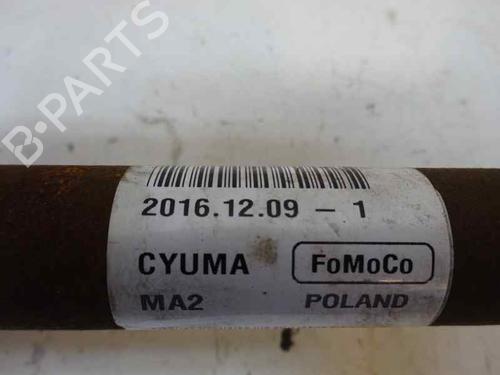 B-PARTS
2016.12.09 - 1
CYUMA FoMoCo
MA2 POLAND